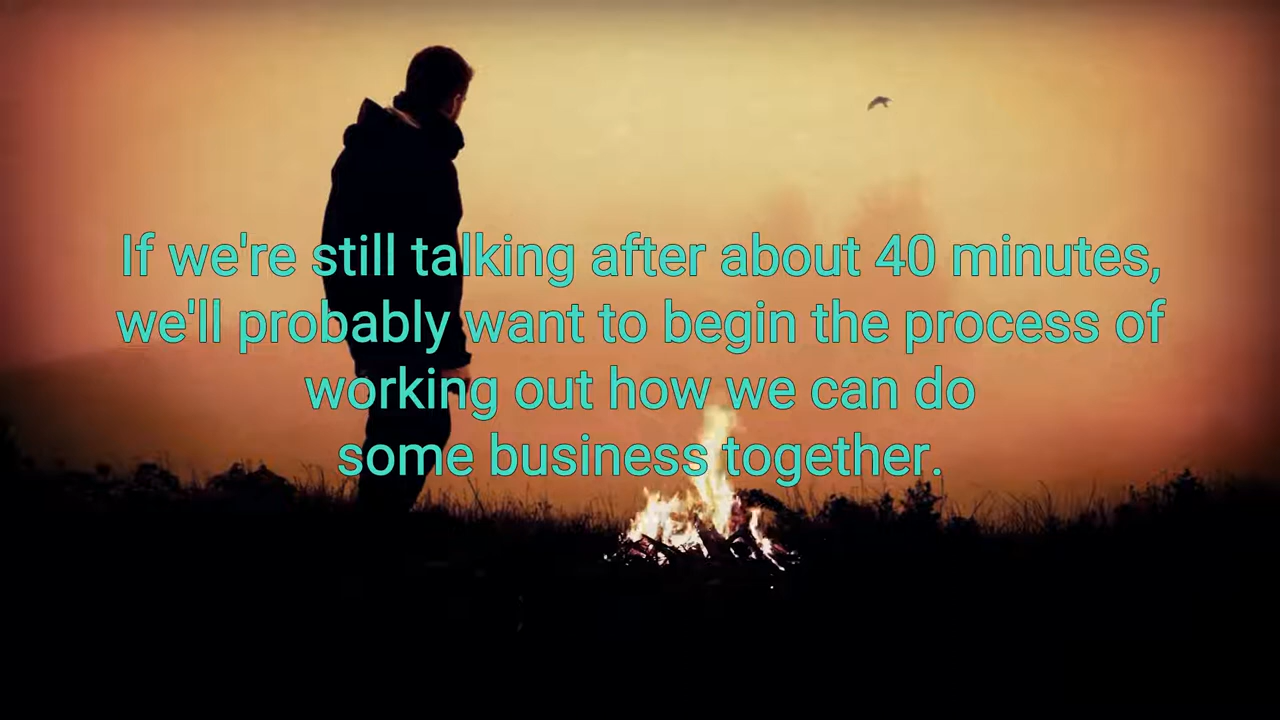 If we're still talking after about 40 minutes,
we'll probably want to begin the process of
working out how we can do
some business together.